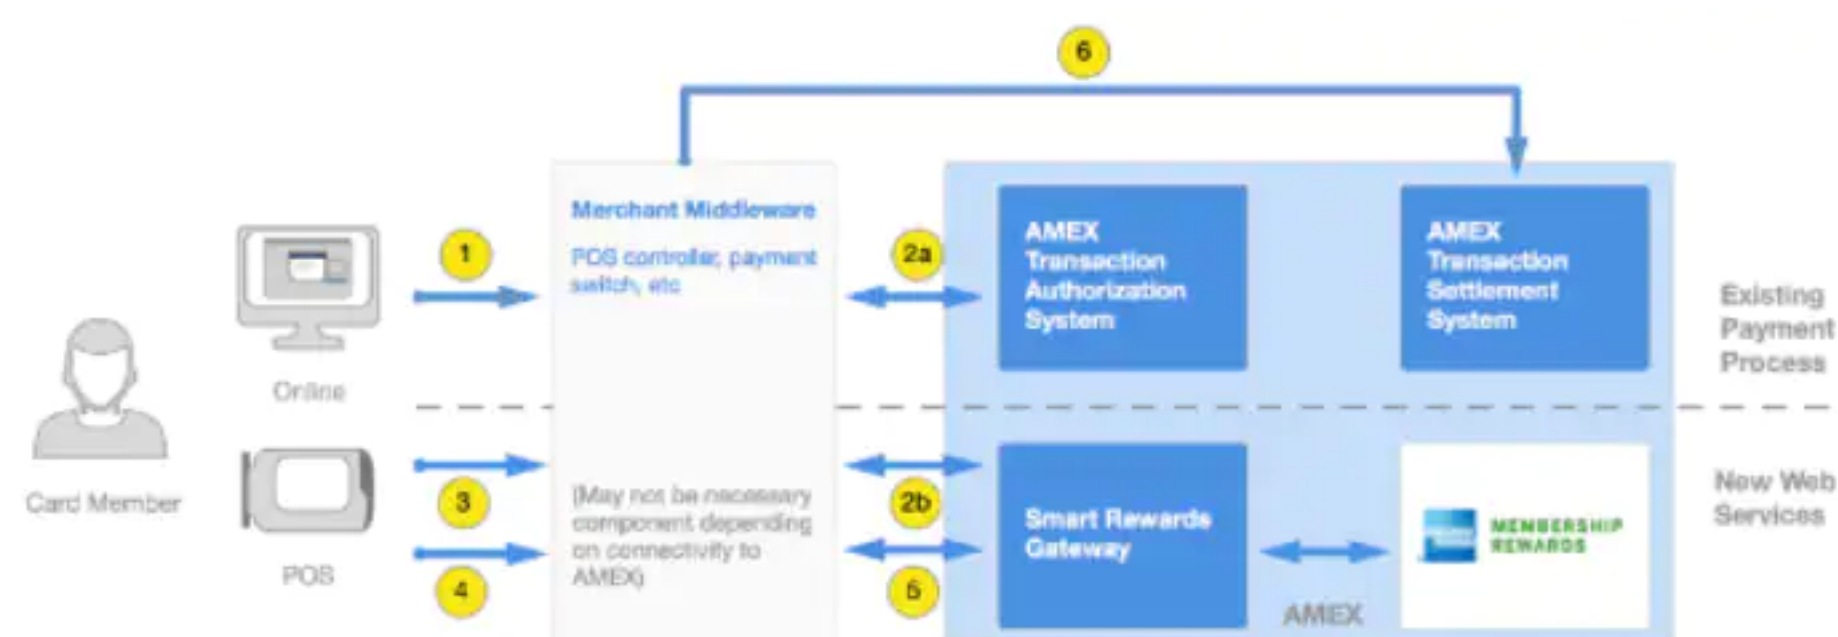 6
Merchant Middleware
POS controller, payment
switch, etc
1
2a
AMEX
Transaction
Authorization
System
AMEX
Transaction
Settlement
System
Existing
Payment
Process
Online
Card Member
POS
3
4
(May not be necessary
component depending
on connectivity to
AMEX)
2b
5
Smart Rewards
Gateway
MEMBERSHIP
REWARDS
AMEX
New Web
Services